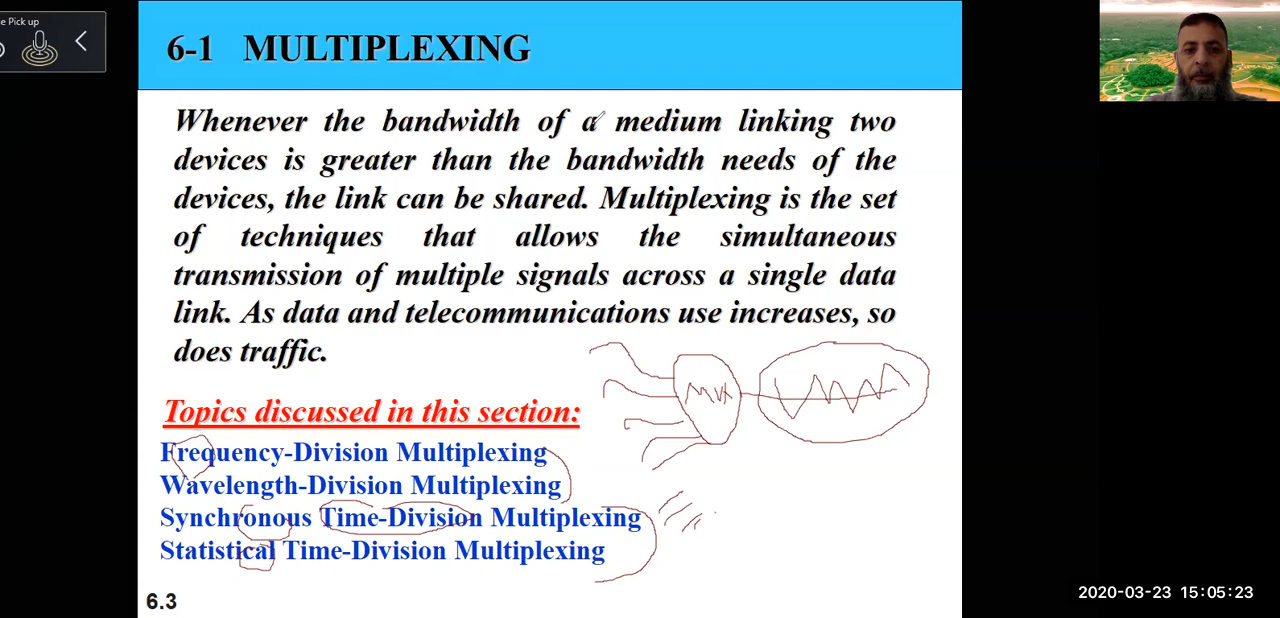 e Pick up
6-1 MULTIPLEXING
Whenever the bandwidth of a medium linking two
devices is greater than the bandwidth needs of the
devices, the link can be shared. Multiplexing is the set
of techniques that allows the simultaneous
transmission of multiple signals across a single data
link. As data and telecommunications use increases, so
does traffic.
Topics discussed in this section:
Frequency-Division Multiplexing
Wavelength-Division Multiplexing
Synchronous Time-Division Multiplexing
Statistical Time-Division Multiplexing
6.3
2020-03-23 15:05:23